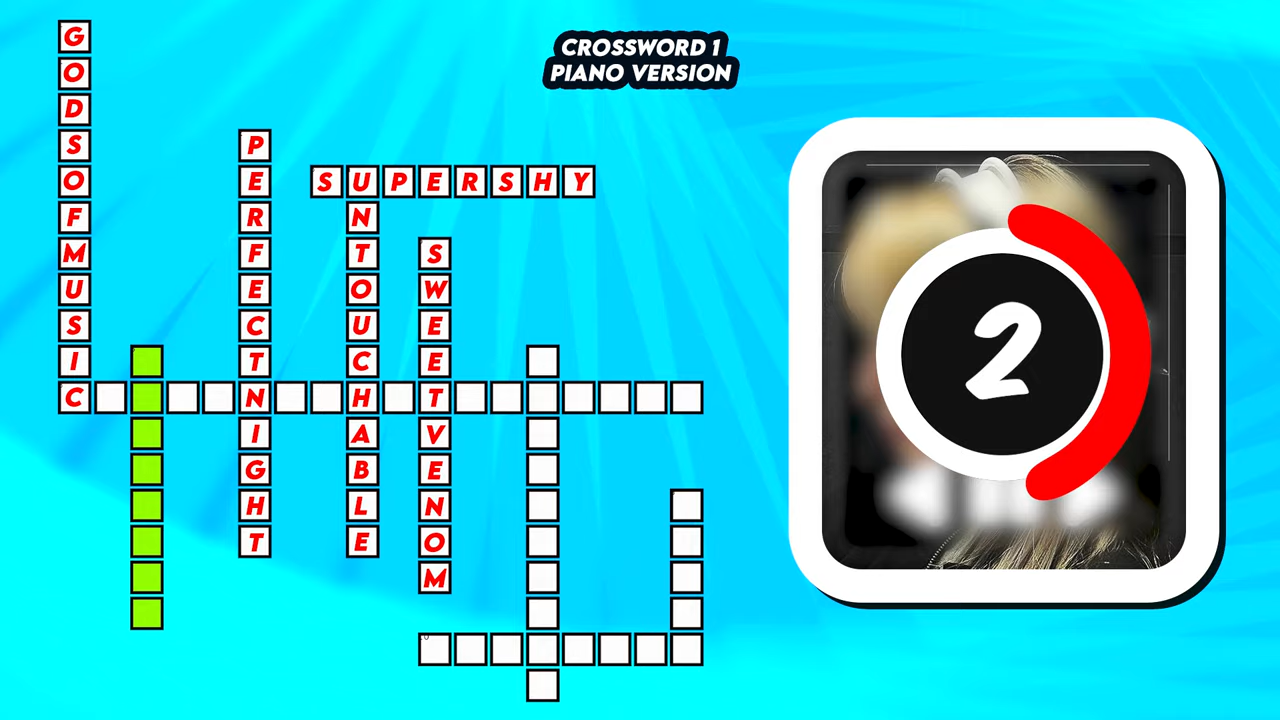 CROSSWORD 1
PIANO VERSION
GODSOFMUSIC
PERFECTNIGHT
SUPERSHY
UNTOUCHABLE
SWEETVENOM
2